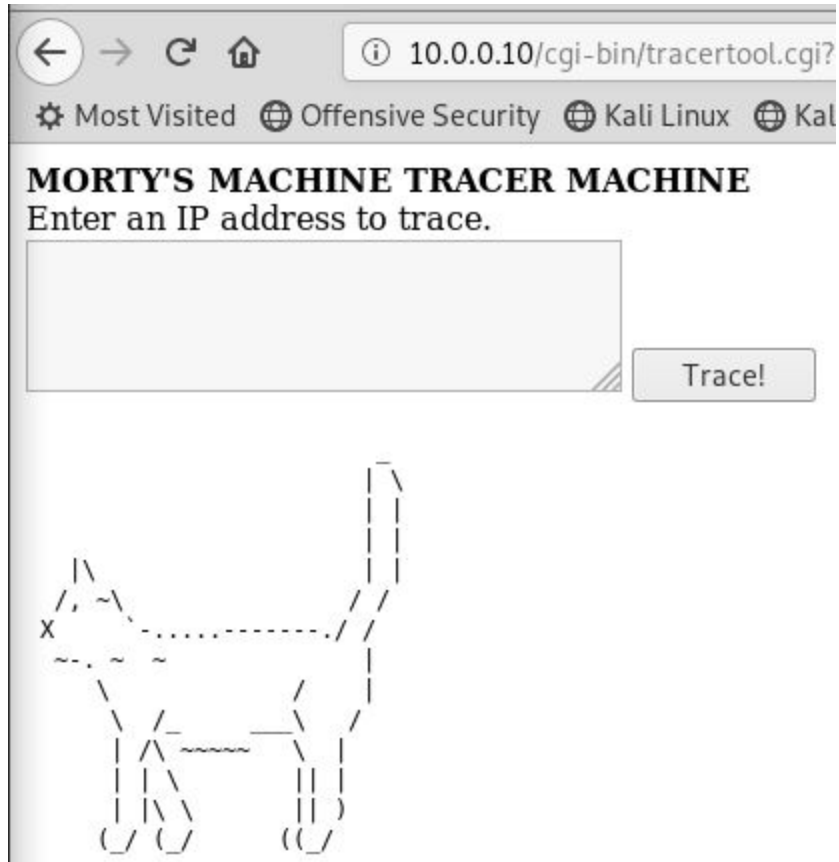 10.0.0.10/cgi-bin/tracertool.cgi?
Most Visited Offensive Security Kali Linux Kal
MORTY'S MACHINE TRACER MACHINE
Enter an IP address to trace.
Trace!